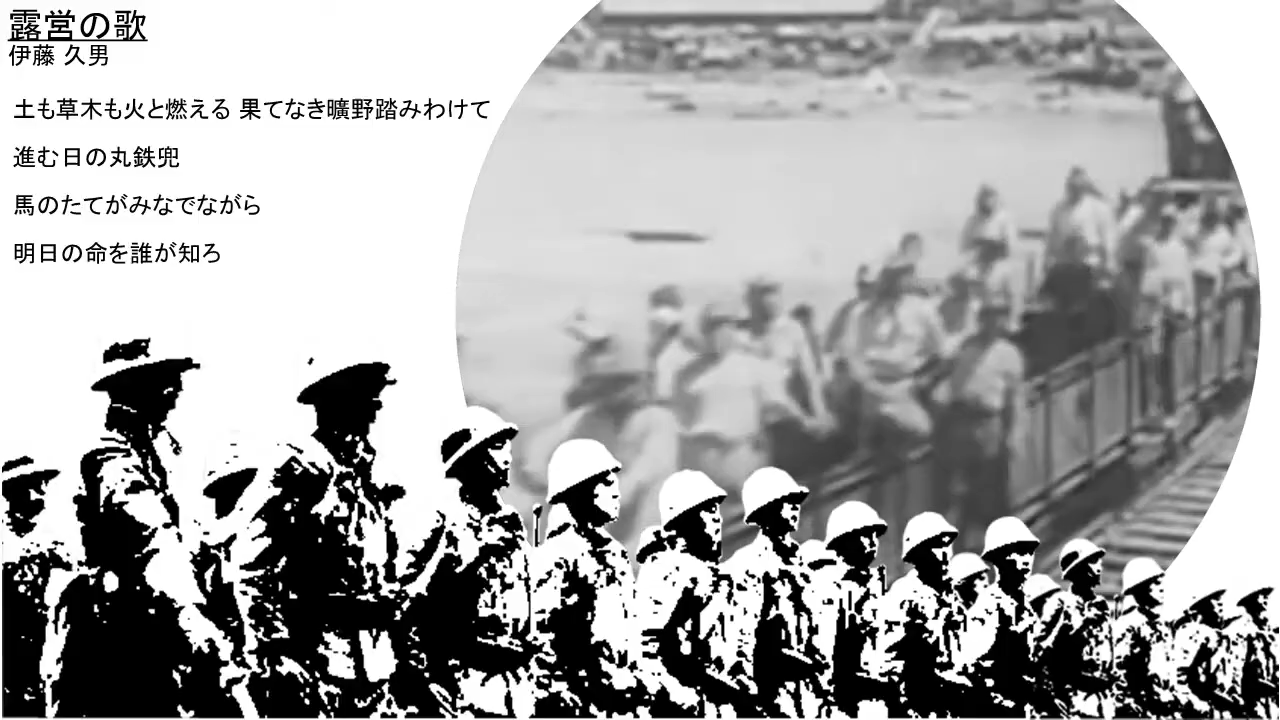 露営の歌
伊藤 久男
土も草木も火と燃える 果てなき曠野踏みわけて
進む日の丸鉄兜
馬のたてがみなでながら
明日の命を誰が知ろ